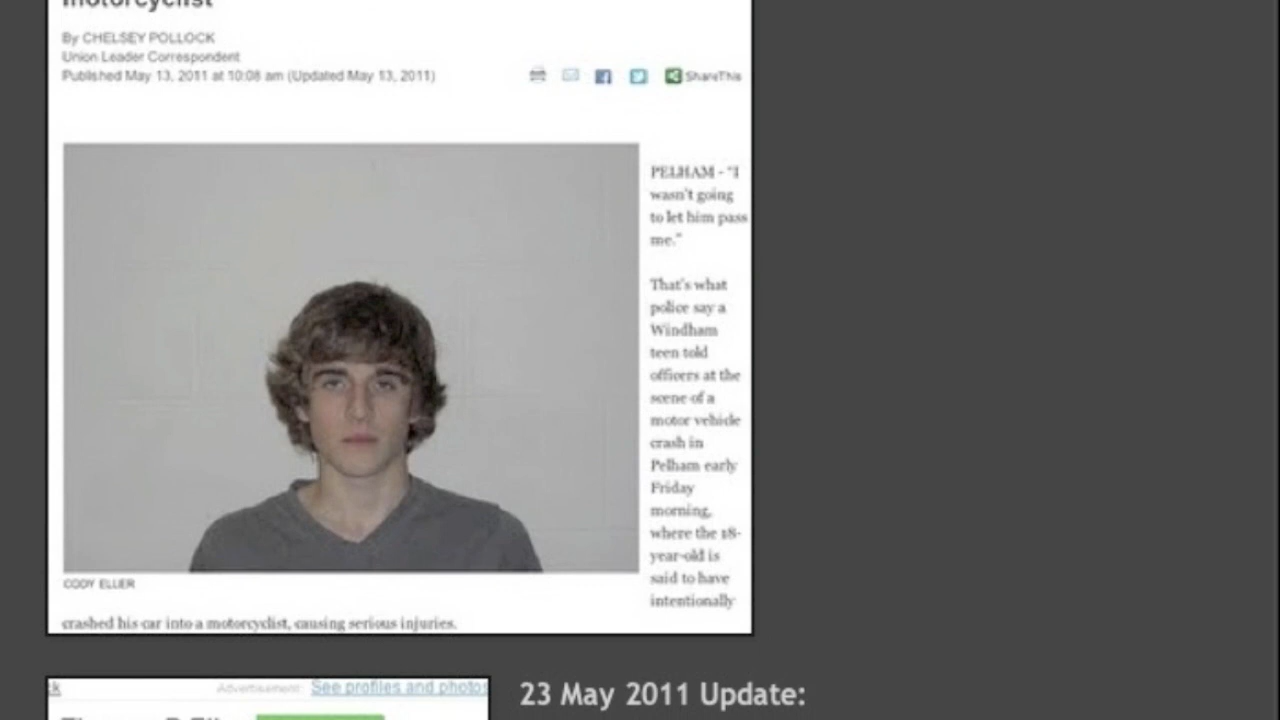 motorcyclist
By CHELSEY POLLOCK
Union Leader Correspondent
Published May 13, 2011 at 10:08 am (Updated May 13, 2011)
ShareThis
PELHAM - "I
wasn't going
to let him pass
me."
That's what
police say a
Windham
teen told
officers at the
scene of a
motor vehicle
crash in
Pelham early
Friday
morning,
where the 18-
year-old is
said to have
intentionally
CODY ELLER
crashed his car into a motorcyclist, causing serious injuries.
Advertisement: See profiles and photos
23 May 2011 Update: